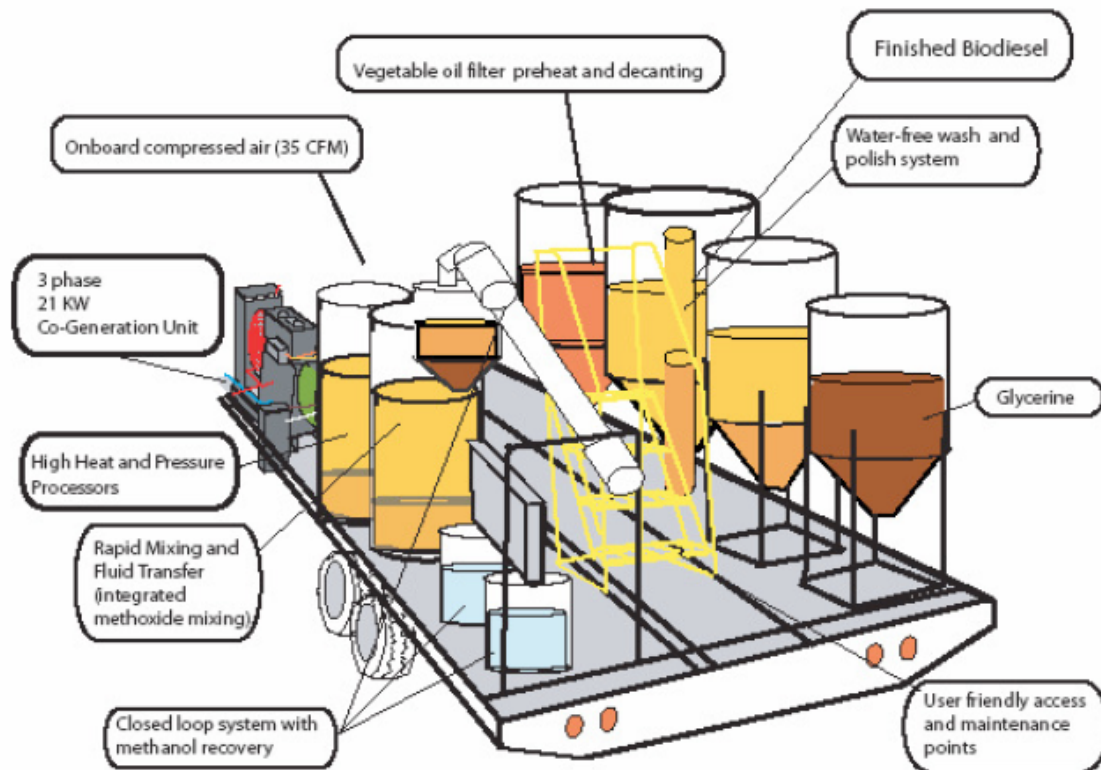 Finished Biodiesel
Vegetable oil filter preheat and decanting
Onboard compressed air (35 CFM)
Water-free wash and
polish system
3 phase
21 KW
Co-Generation Unit
Glycerine
High Heat and Pressure
Processors
Rapid Mixing and
Fluid Transfer
(integrated
methoxide mixing)
Closed loop system with
methanol recovery
User friendly access
and maintenance
points